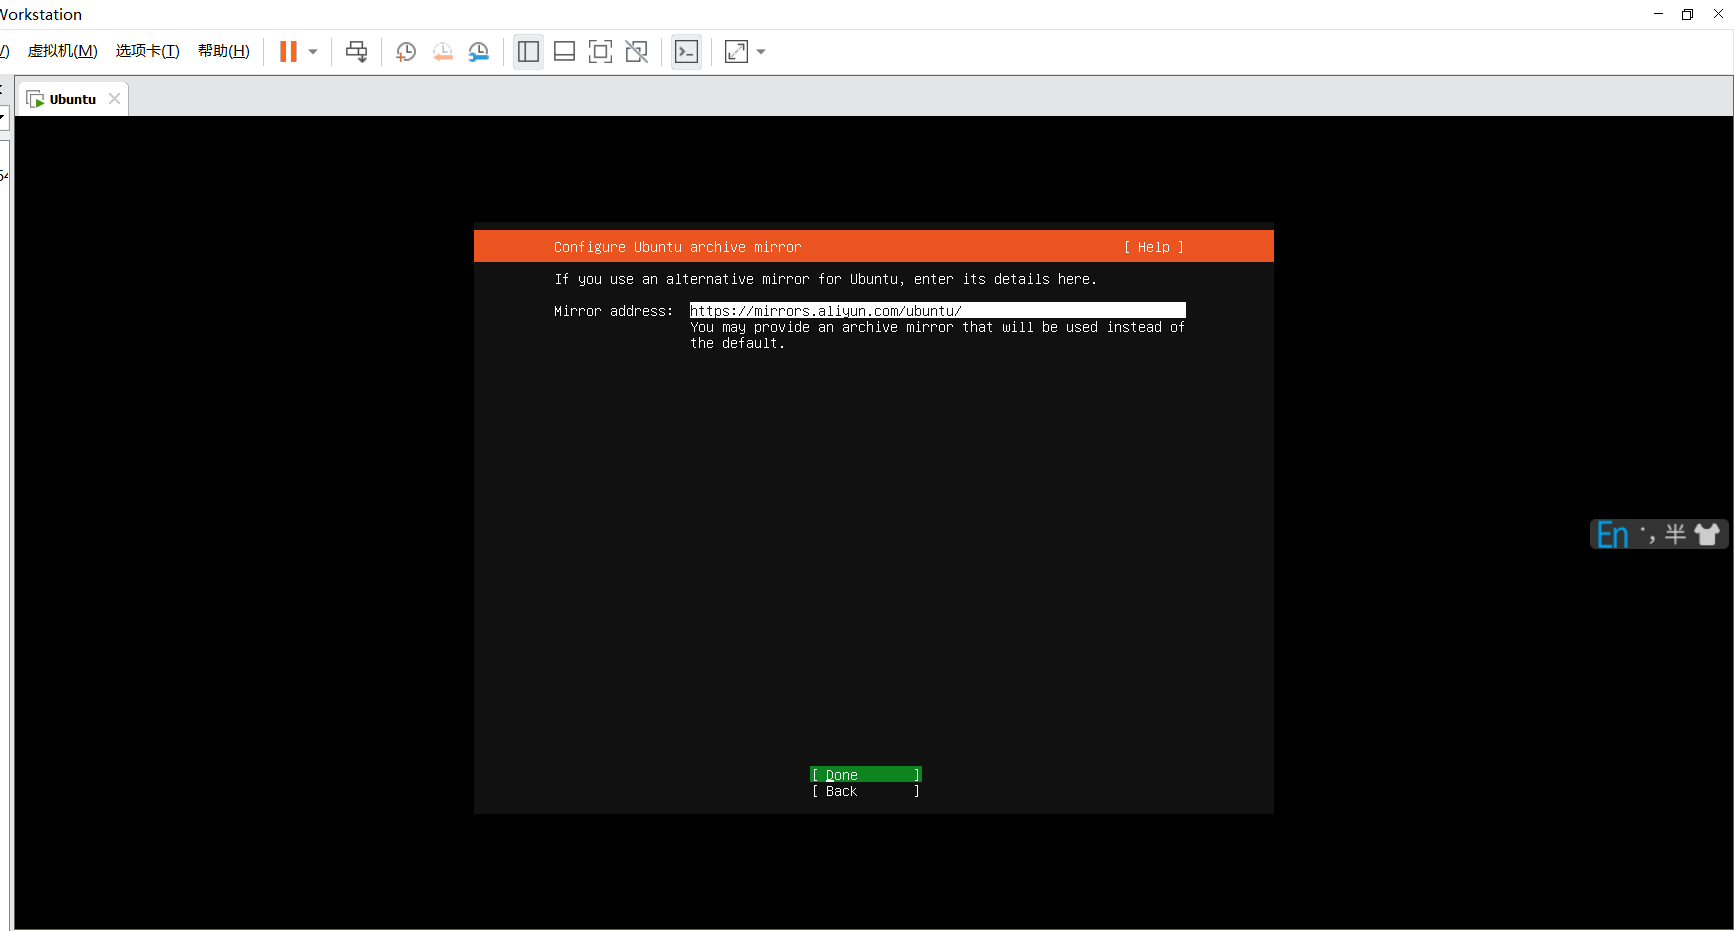 Workstation
虚拟机(M) 选项卡(T) 帮助(H)
Ubuntu
Configure Ubuntu archive mirror [ Help ]
If you use an alternative mirror for Ubuntu, enter its details here.
Mirror address: https://mirrors.aliyun.com/ubuntu/
You may provide an archive mirror that will be used instead of
the default.
En 半
[ Done ]
[ Back ]